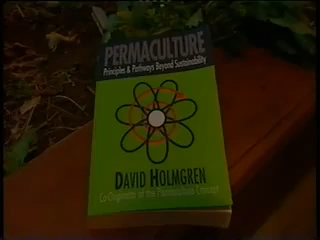 PERMACULTURE
Principles & Pathways Beyond Sustainability
DAVID HOLMGREN
Co-Originator of the Permaculture Concept